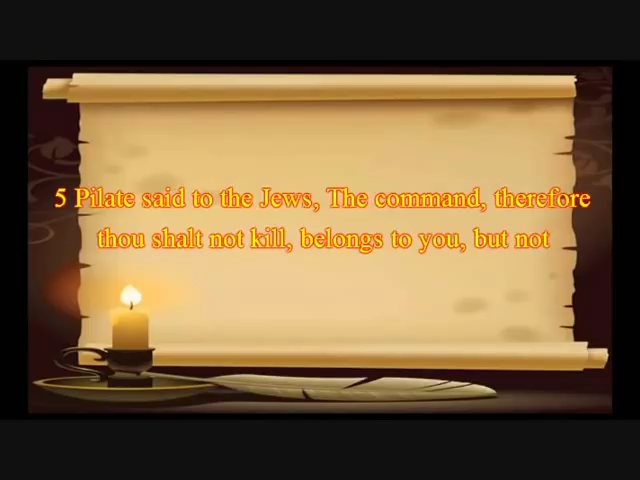 5 Pilate said to the Jews, The command, therefore
thou shalt not kill, belongs to you, but not